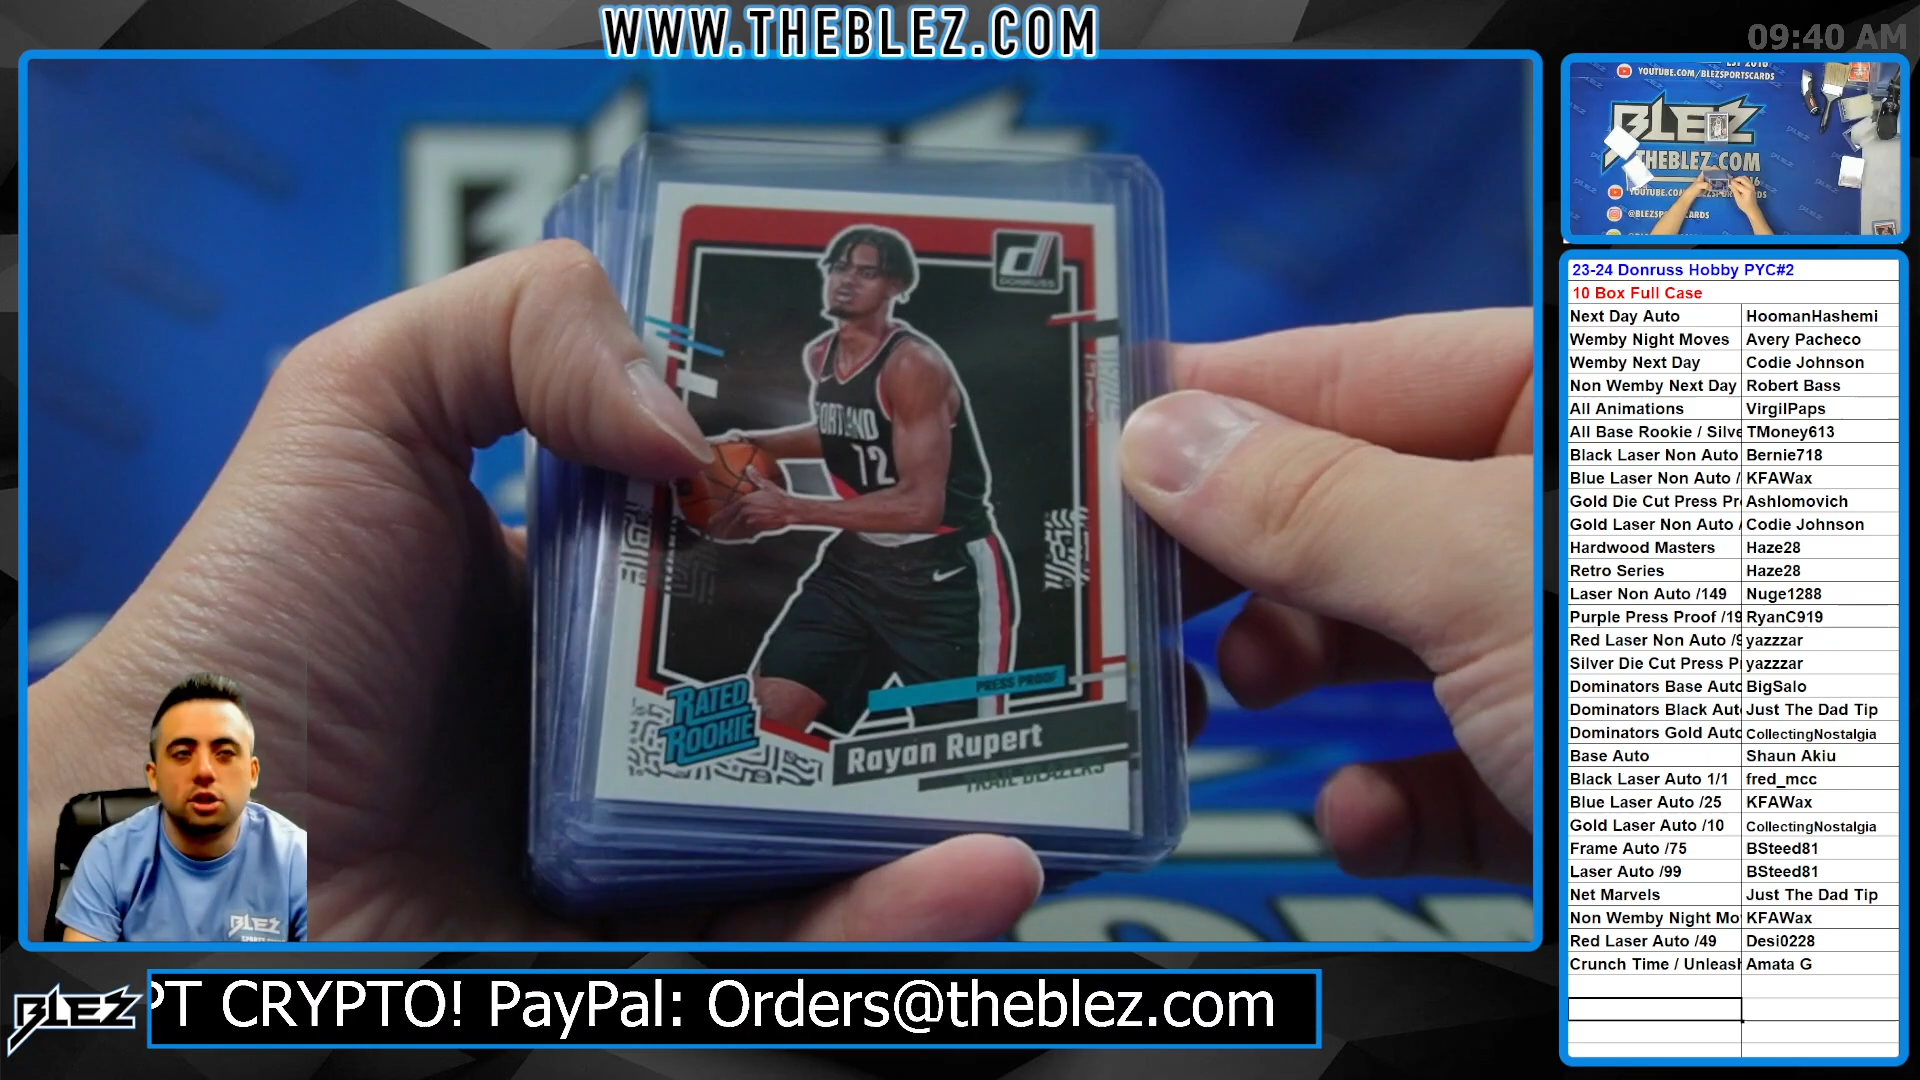 WWW.THEBLEZ.COM
09:40 AM
YOUTUBE.COM/BLEZSPORTSCARDS
BLEZ
THEBLEZ.COM
@BLEZSPORTSCARDS
DONRUSS
PORTLAND
12
PRESS PROOF
RATED
ROOKIE
Rayan Rupert
TRAIL BLAZERS
BLEZ
23-24 Donruss Hobby PYC#2
10 Box Full Case
Next Day Auto HoomanHashemi
Wemby Night Moves Avery Pacheco
Wemby Next Day Codie Johnson
Non Wemby Next Day Robert Bass
All Animations VirgilPaps
All Base Rookie / Silve TMoney613
Black Laser Non Auto Bernie718
Blue Laser Non Auto / KFAWax
Gold Die Cut Press Pr Ashlomovich
Gold Laser Non Auto / Codie Johnson
Hardwood Masters Haze28
Retro Series Haze28
Laser Non Auto /149 Nuge1288
Purple Press Proof /19 RyanC919
Red Laser Non Auto /9 yazzzar
Silver Die Cut Press P yazzzar
Dominators Base Auto BigSalo
Dominators Black Aut Just The Dad Tip
Dominators Gold Auto CollectingNostalgia
Base Auto Shaun Akiu
Black Laser Auto 1/1 fred_mcc
Blue Laser Auto /25 KFAWax
Gold Laser Auto /10 CollectingNostalgia
Frame Auto /75 BSteed81
Laser Auto /99 BSteed81
Net Marvels Just The Dad Tip
Non Wemby Night Mo KFAWax
Red Laser Auto /49 Desi0228
Crunch Time / Unleas Amata G
BLEZ
PT CRYPTO! PayPal: Orders@theblez.com